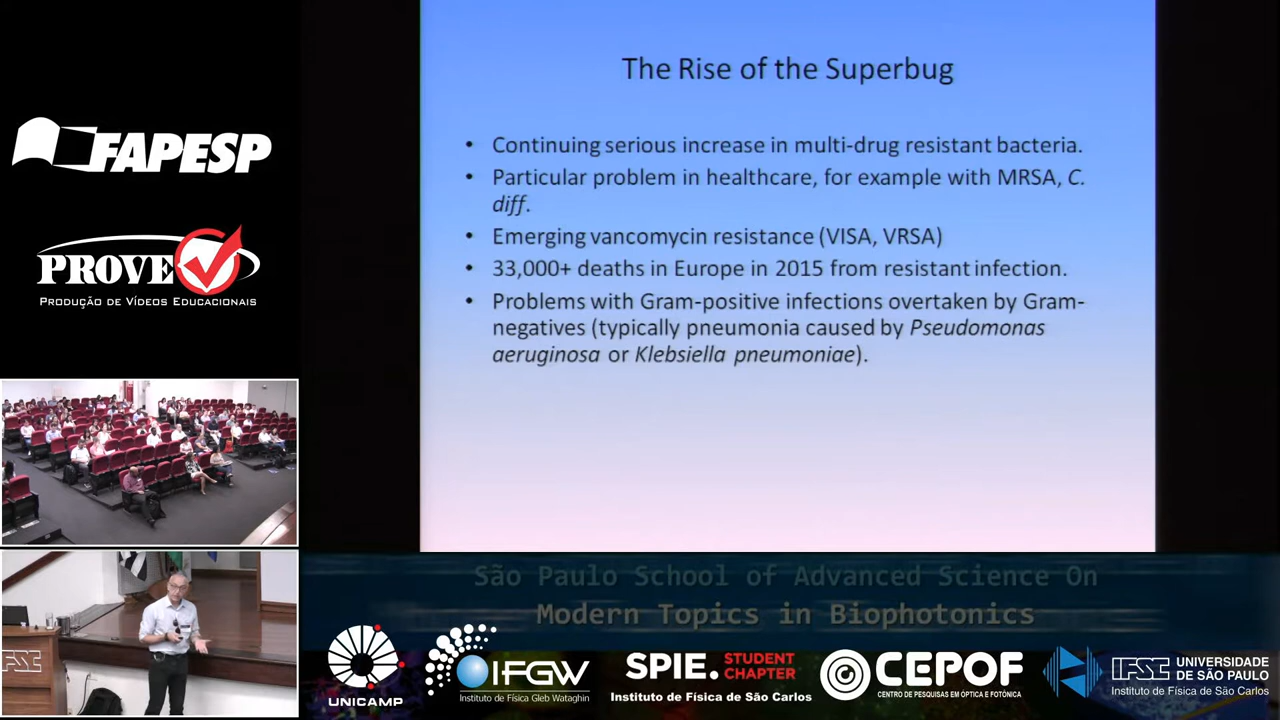 FAPESP
PROVE
PRODUÇÃO DE VÍDEOS EDUCACIONAIS
The Rise of the Superbug
• Continuing serious increase in multi-drug resistant bacteria.
• Particular problem in healthcare, for example with MRSA, C.
diff.
• Emerging vancomycin resistance (VISA, VRSA)
• 33,000+ deaths in Europe in 2015 from resistant infection.
• Problems with Gram-positive infections overtaken by Gram-
negatives (typically pneumonia caused by Pseudomonas
aeruginosa or Klebsiella pneumoniae).
IFSC
São Paulo School of Advanced Science On
Modern Topics in Biophotonics
UNICAMP
IFGW
Instituto de Física Gleb Wataghin
SPIE. STUDENT
CHAPTER
Instituto de Física de São Carlos
CEPOF
CENTRO DE PESQUISAS EM ÓPTICA E FOTÔNICA
IFSC UNIVERSIDADE
DE SÃO PAULO
Instituto de Física de São Carlos